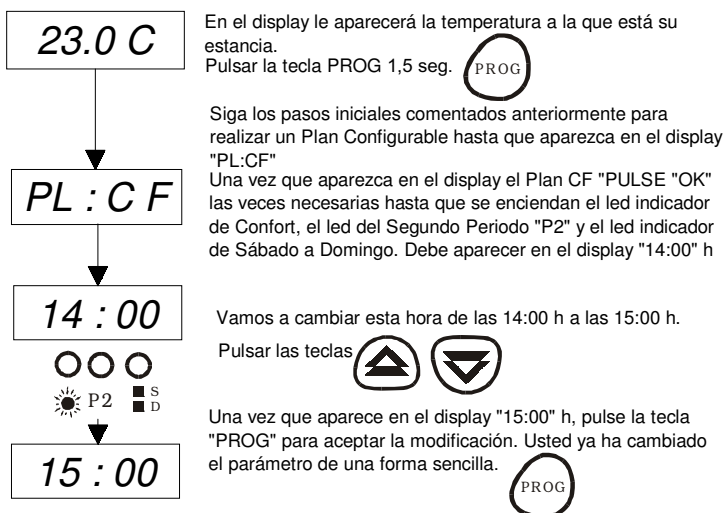 23.0 C
En el display le aparecerá la temperatura a la que está su
estancia.
Pulsar la tecla PROG 1,5 seg.
PROG
Siga los pasos iniciales comentados anteriormente para
realizar un Plan Configurable hasta que aparezca en el display
"PL:CF"
PL : C F
Una vez que aparezca en el display el Plan CF "PULSE "OK"
las veces necesarias hasta que se enciendan el led indicador
de Confort, el led del Segundo Periodo "P2" y el led indicador
de Sábado a Domingo. Debe aparecer en el display "14:00" h
14 : 00
Vamos a cambiar esta hora de las 14:00 h a las 15:00 h.
Pulsar las teclas
P2
S
D
Una vez que aparece en el display "15:00" h, pulse la tecla
"PROG" para aceptar la modificación. Usted ya ha cambiado
el parámetro de una forma sencilla.
15 : 00
PROG